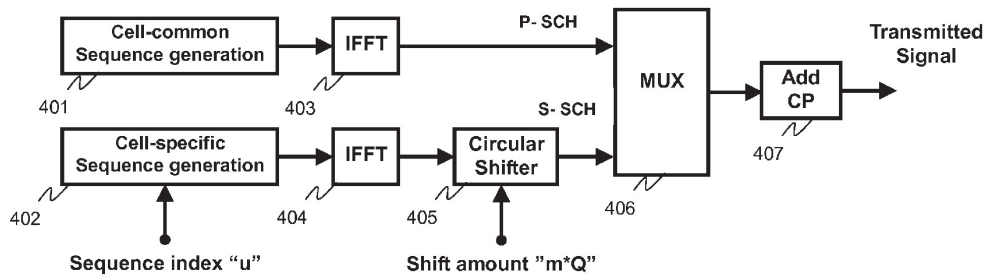 Cell-common
Sequence generation
401
IFFT
403
P- SCH
MUX
406
Add
CP
407
Transmitted
Signal
Cell-specific
Sequence generation
402
IFFT
404
Circular
Shifter
405
S- SCH
Sequence index “u”
Shift amount ”m*Q”